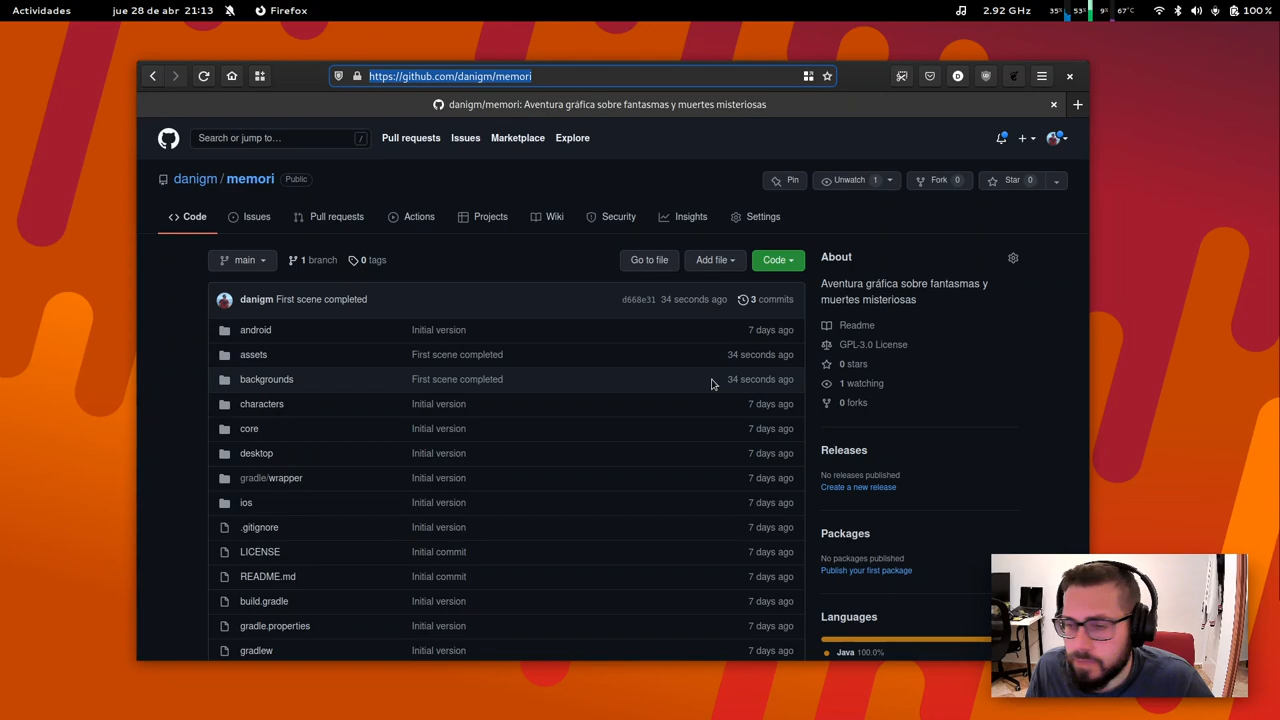 Actividades
jue 28 de abr 21:13
Firefox
2.92 GHz
35%
53%
9%
67°C
100 %
https://github.com/danigm/memori
danigm/memori: Aventura gráfica sobre fantasmas y muertes misteriosas
Search or jump to…
/
Pull requests
Issues
Marketplace
Explore
danigm / memori
Public
Pin
Unwatch 1
Fork 0
Star 0
Code
Issues
Pull requests
Actions
Projects
Wiki
Security
Insights
Settings
main
1 branch
0 tags
Go to file
Add file
Code
danigm First scene completed d668e31 34 seconds ago 3 commits
android Initial version 7 days ago
assets First scene completed 34 seconds ago
backgrounds First scene completed 34 seconds ago
characters Initial version 7 days ago
core Initial version 7 days ago
desktop Initial version 7 days ago
gradle/wrapper Initial version 7 days ago
ios Initial version 7 days ago
.gitignore Initial version 7 days ago
LICENSE Initial commit 7 days ago
README.md Initial commit 7 days ago
build.gradle Initial version 7 days ago
gradle.properties Initial version 7 days ago
gradlew Initial version 7 days ago
About
Aventura gráfica sobre fantasmas y
muertes misteriosas
Readme
GPL-3.0 License
0 stars
1 watching
0 forks
Releases
No releases published
Create a new release
Packages
No packages published
Publish your first package
Languages
Java 100.0%